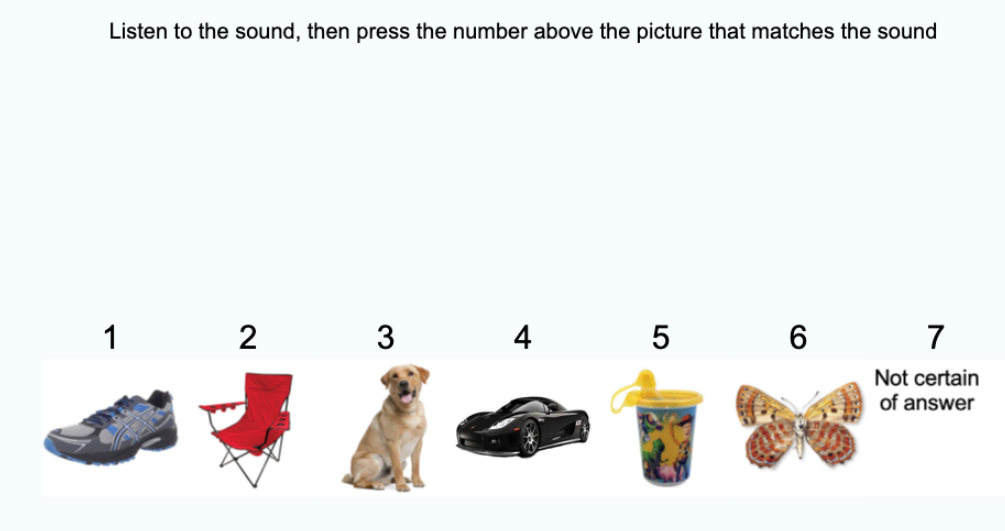 Listen to the sound, then press the number above the picture that matches the sound
1 2 3 4 5 6 7
Not certain
of answer